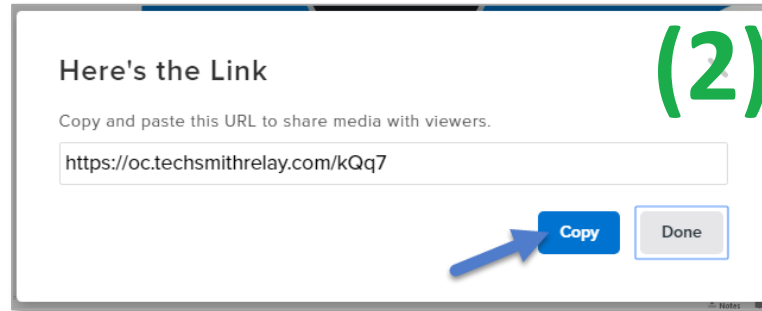 (2)
Here's the Link
Copy and paste this URL to share media with viewers.
https://oc.techsmithrelay.com/kQq7
Copy
Done
Notes